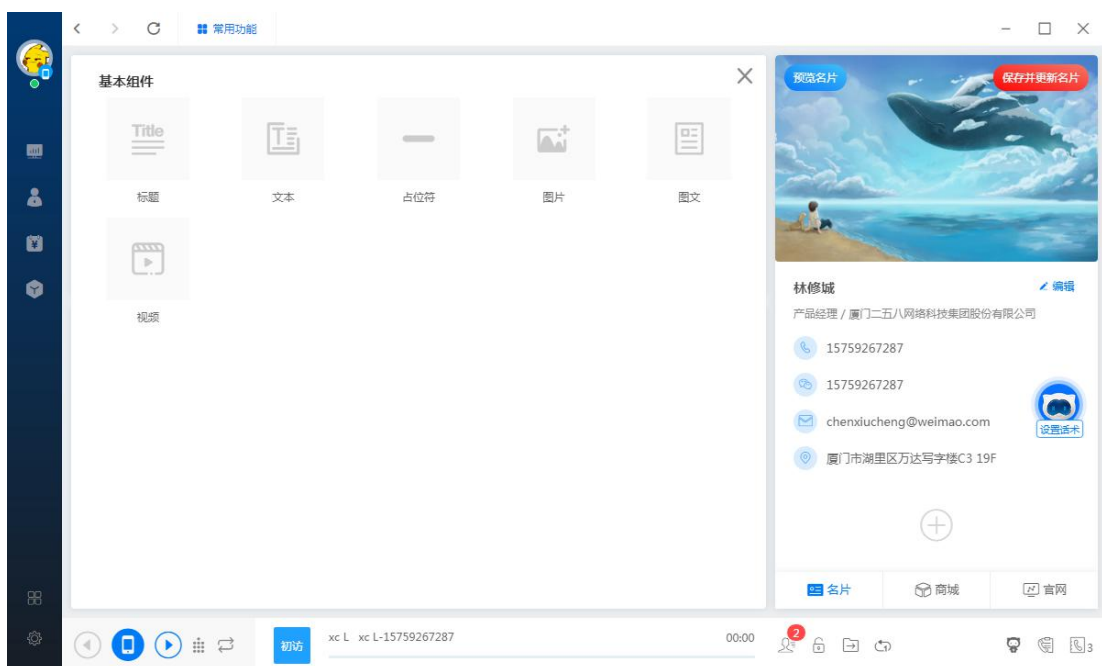 常用功能
基本组件
Title
标题
文本
占位符
图片
图文
视频
预览名片
保存并更新名片
林修城
编辑
产品经理 / 厦门二五八网络科技集团股份有限公司
15759267287
15759267287
chenxiucheng@weimao.com
设置话术
厦门市湖里区万达写字楼C3 19F
名片
商城
官网
初访
xc L xc L-15759267287
00:00
2
3